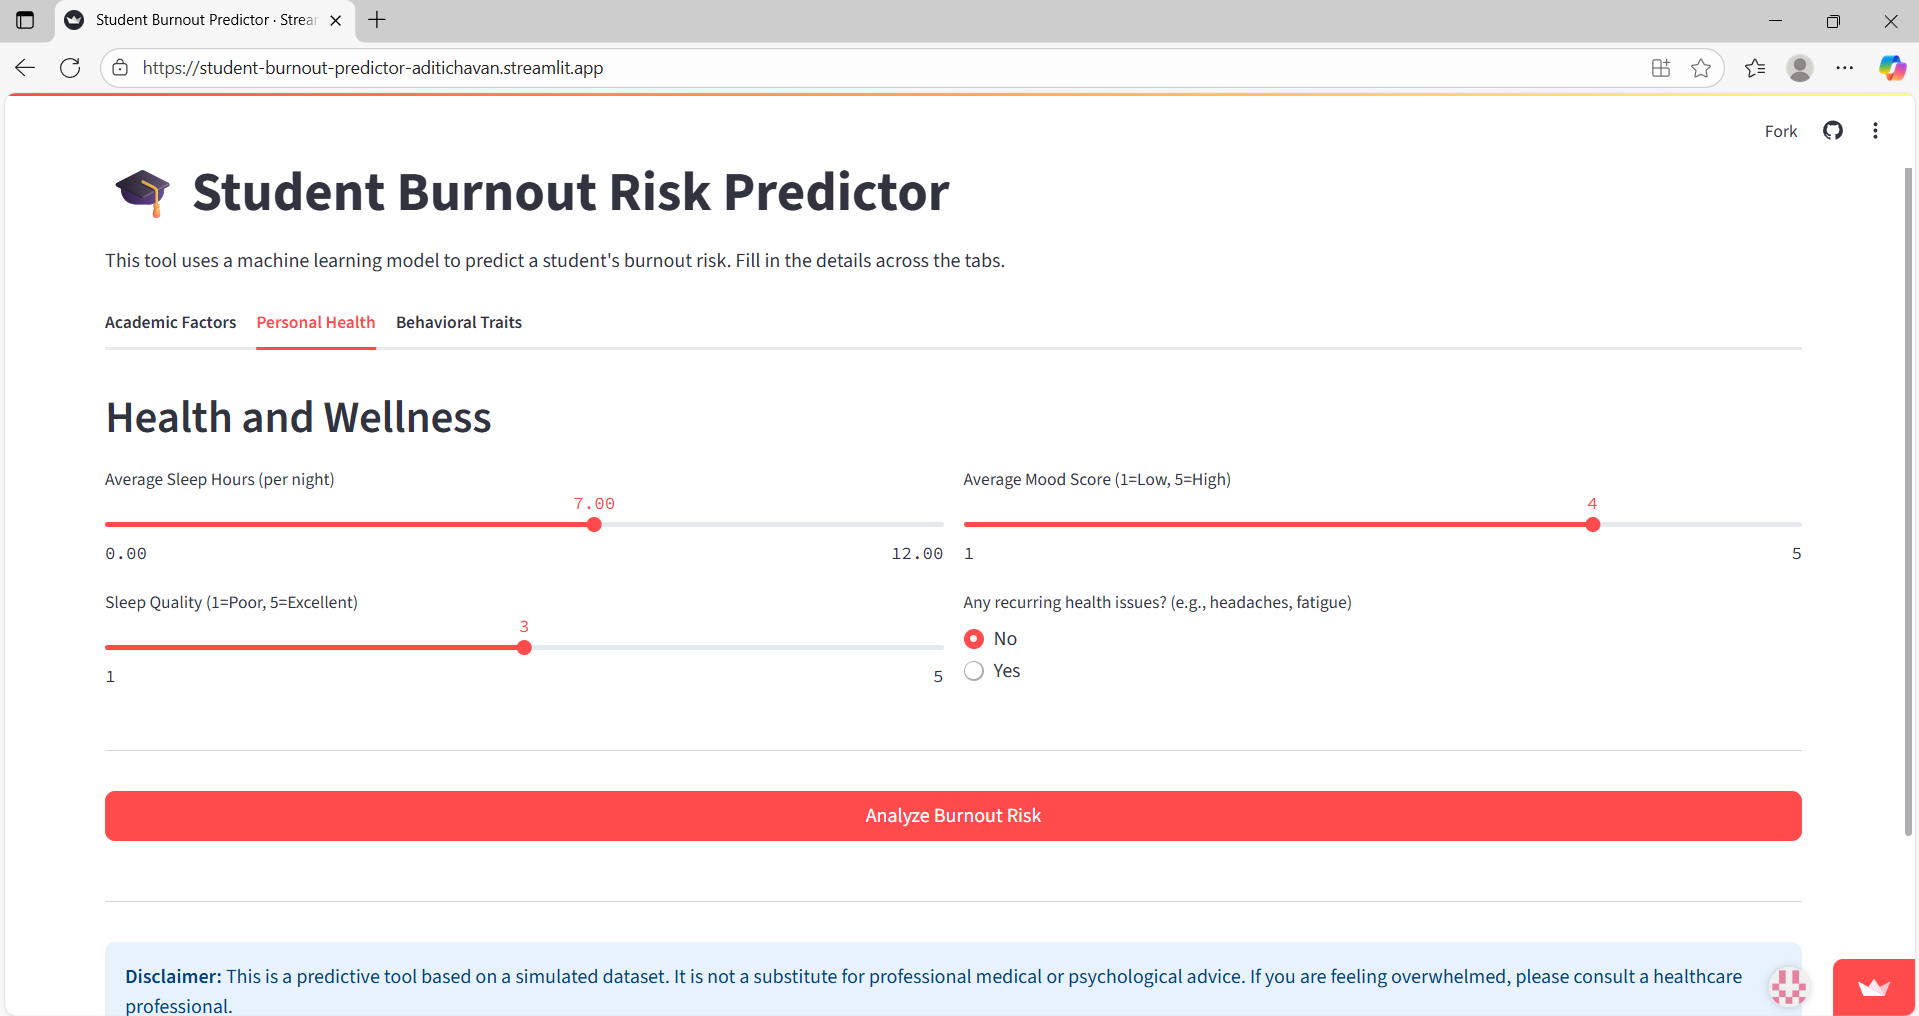 Student Burnout Predictor · Strea
https://student-burnout-predictor-aditichavan.streamlit.app
Fork
Student Burnout Risk Predictor
This tool uses a machine learning model to predict a student's burnout risk. Fill in the details across the tabs.
Academic Factors Personal Health Behavioral Traits
Health and Wellness
Average Sleep Hours (per night)
7.00
0.00 12.00
Average Mood Score (1=Low, 5=High)
4
1 5
Sleep Quality (1=Poor, 5=Excellent)
3
1 5
Any recurring health issues? (e.g., headaches, fatigue)
No
Yes
Analyze Burnout Risk
Disclaimer: This is a predictive tool based on a simulated dataset. It is not a substitute for professional medical or psychological advice. If you are feeling overwhelmed, please consult a healthcare
professional.